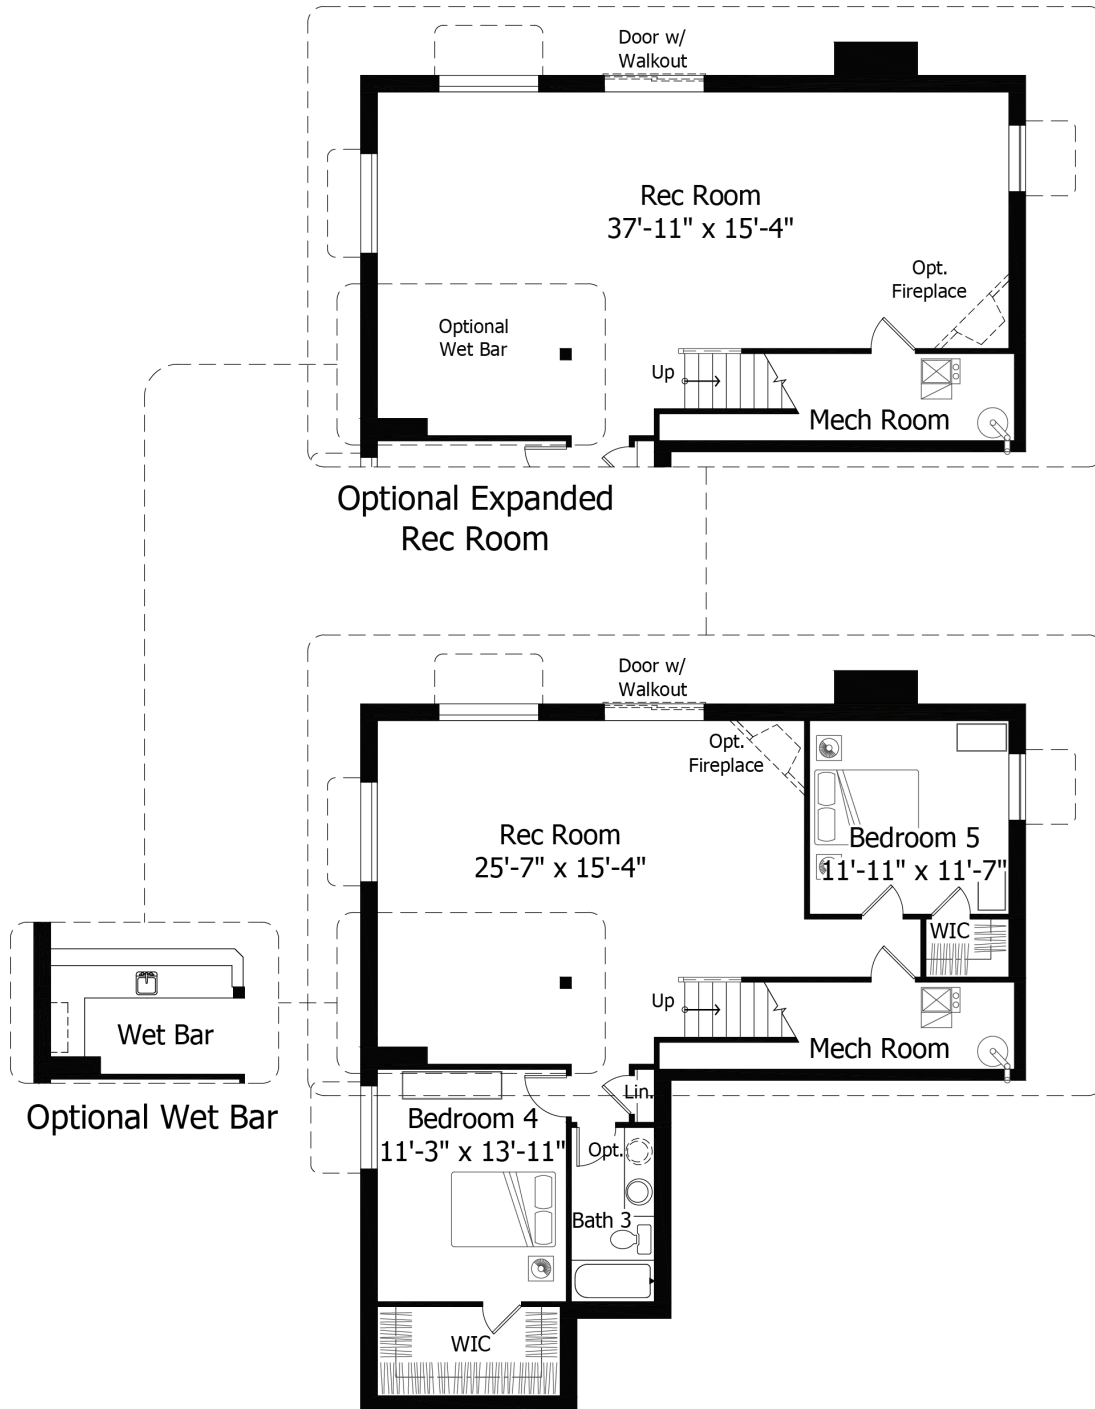 Door w/
Walkout
Rec Room
37'-11" x 15'-4"
Opt.
Fireplace
Optional
Wet Bar
Up
Mech Room
Optional Expanded
Rec Room
Door w/
Walkout
Opt.
Fireplace
Rec Room
25'-7" x 15'-4"
Bedroom 5
11'-11" x 11'-7"
WIC
Up
Mech Room
Wet Bar
Optional Wet Bar
Lin.
Bedroom 4
11'-3" x 13'-11"
Opt.
Bath 3
WIC